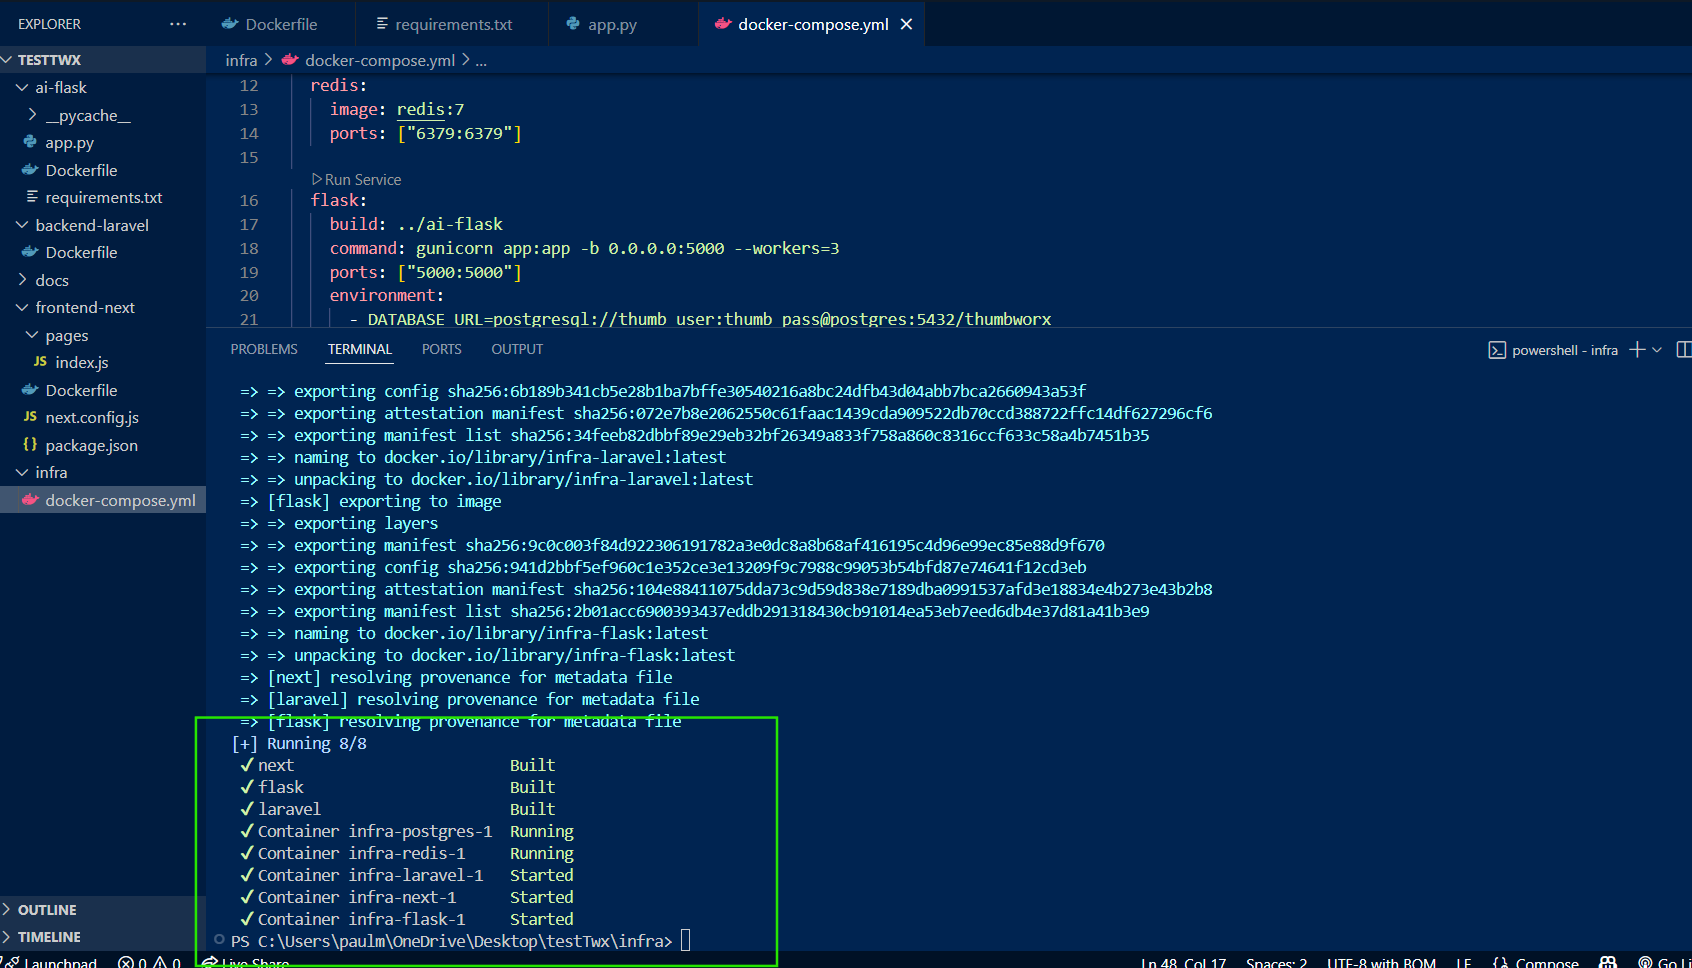 EXPLORER
···
Dockerfile
requirements.txt
app.py
docker-compose.yml
TESTTWX
ai-flask
__pycache__
app.py
Dockerfile
requirements.txt
backend-laravel
Dockerfile
docs
frontend-next
pages
JS index.js
Dockerfile
JS next.config.js
{} package.json
infra
docker-compose.yml
OUTLINE
TIMELINE
infra > docker-compose.yml > ...
12 redis:
13 image: redis:7
14 ports: ["6379:6379"]
15
Run Service
16 flask:
17 build: ../ai-flask
18 command: gunicorn app:app -b 0.0.0.0:5000 --workers=3
19 ports: ["5000:5000"]
20 environment:
21 - DATABASE_URL=postgresql://thumb_user:thumb_pass@postgres:5432/thumbworx
PROBLEMS TERMINAL PORTS OUTPUT
powershell - infra
=> => exporting config sha256:6b189b341cb5e28b1ba7bffe30540216a8bc24dfb43d04abb7bca2660943a53f
=> => exporting attestation manifest sha256:072e7b8e2062550c61faac1439cda909522db70ccd388722ffc14df627296cf6
=> => exporting manifest list sha256:34feeb82dbbf89e29eb32bf26349a833f758a860c8316ccf633c58a4b7451b35
=> => naming to docker.io/library/infra-laravel:latest
=> => unpacking to docker.io/library/infra-laravel:latest
=> [flask] exporting to image
=> => exporting layers
=> => exporting manifest sha256:9c0c003f84d922306191782a3e0dc8a8b68af416195c4d96e99ec85e88d9f670
=> => exporting config sha256:941d2bbf5ef960c1e352ce3e13209f9c7988c99053b54bfd87e74641f12cd3eb
=> => exporting attestation manifest sha256:104e88411075dda73c9d59d838e7189dba0991537afd3e18834e4b273e43b2b8
=> => exporting manifest list sha256:2b01acc6900393437eddb291318430cb91014ea53eb7eed6db4e37d81a41b3e9
=> => naming to docker.io/library/infra-flask:latest
=> => unpacking to docker.io/library/infra-flask:latest
=> [next] resolving provenance for metadata file
=> [laravel] resolving provenance for metadata file
=> [flask] resolving provenance for metadata file
[+] Running 8/8
✔ next Built
✔ flask Built
✔ laravel Built
✔ Container infra-postgres-1 Running
✔ Container infra-redis-1 Running
✔ Container infra-laravel-1 Started
✔ Container infra-next-1 Started
✔ Container infra-flask-1 Started
PS C:\Users\paulm\OneDrive\Desktop\testTwx\infra>
Launchpad 0 0 Live Share Ln 48, Col 17 Spaces: 2 UTF-8 with BOM LF {} Compose Go Li